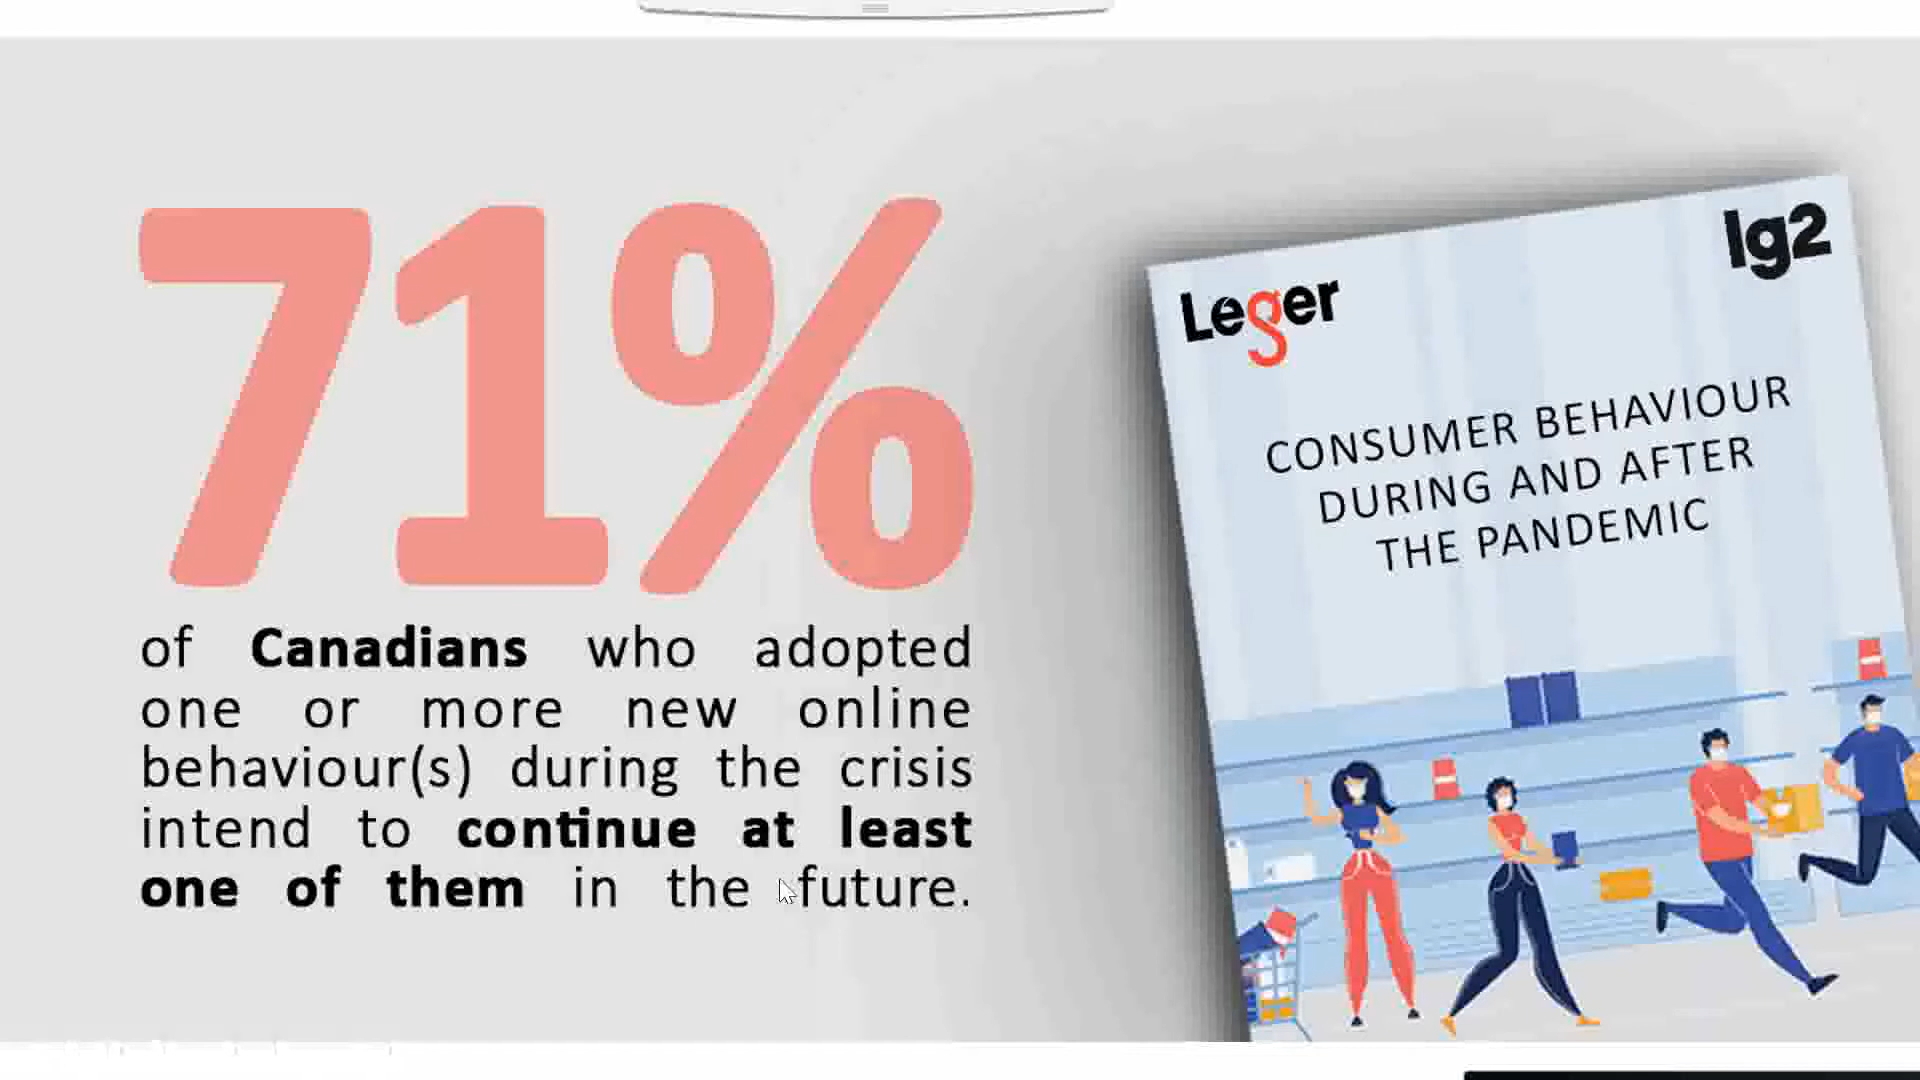 71%
of Canadians who adopted
one or more new online
behaviour(s) during the crisis
intend to continue at least
one of them in the future.
Leger
lg2
CONSUMER BEHAVIOUR
DURING AND AFTER
THE PANDEMIC